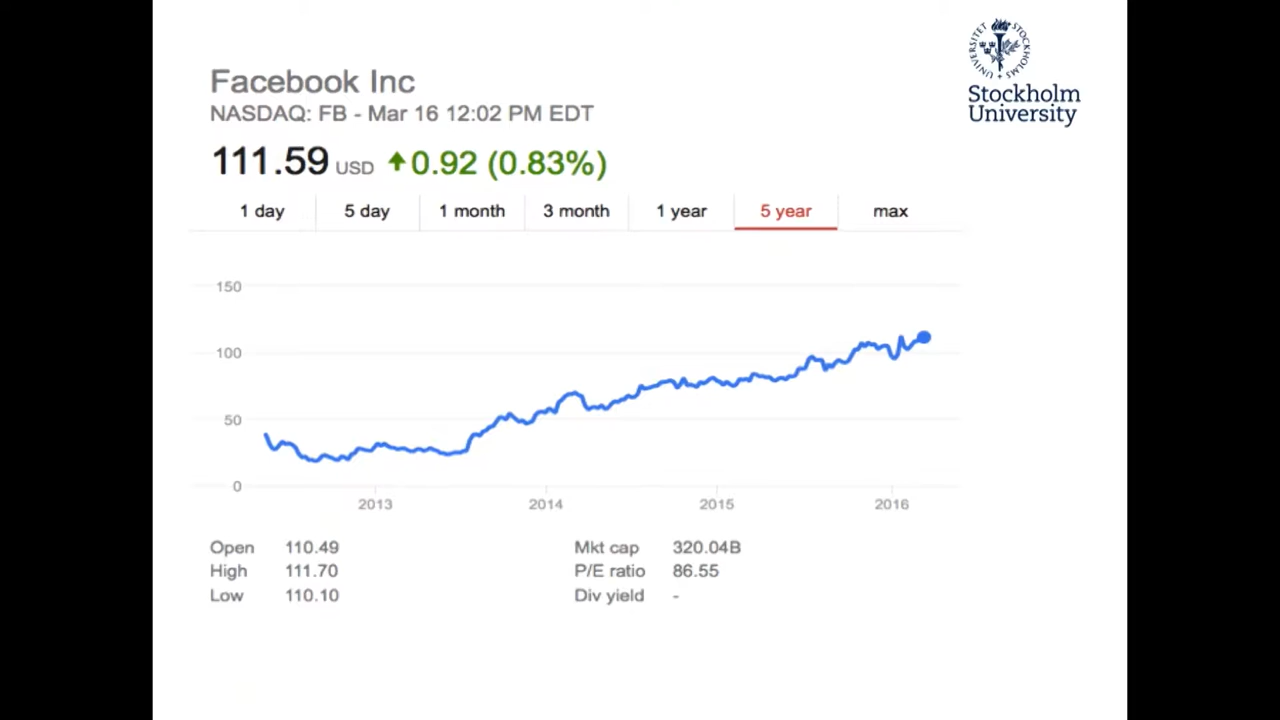 Facebook Inc
NASDAQ: FB - Mar 16 12:02 PM EDT
111.59 USD ↑0.92 (0.83%)
1 day 5 day 1 month 3 month 1 year 5 year max
150
100
50
0
2013 2014 2015 2016
Open 110.49 Mkt cap 320.04B
High 111.70 P/E ratio 86.55
Low 110.10 Div yield -
STOCKHOLMS UNIVERSITET
Stockholm
University